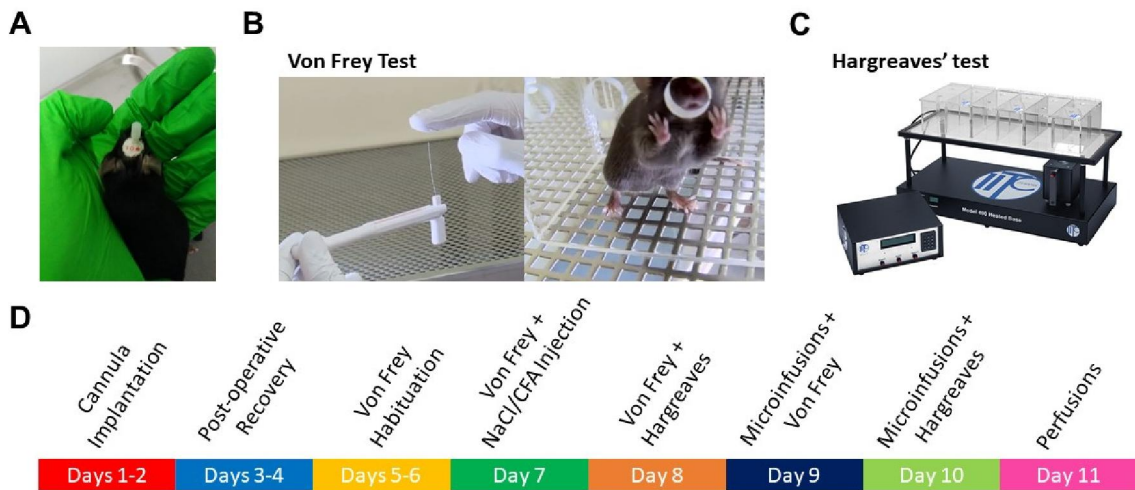 A
B
Von Frey Test
C
Hargreaves' test
Model 400 Heated Base
D
Cannula
Implantation
Post-operative
Recovery
Von Frey
Habituation
Von Frey +
NaCl/CFA Injection
Von Frey +
Hargreaves
Microinfusions+
Von Frey
Microinfusions+
Hargreaves
Perfusions
Days 1-2
Days 3-4
Days 5-6
Day 7
Day 8
Day 9
Day 10
Day 11